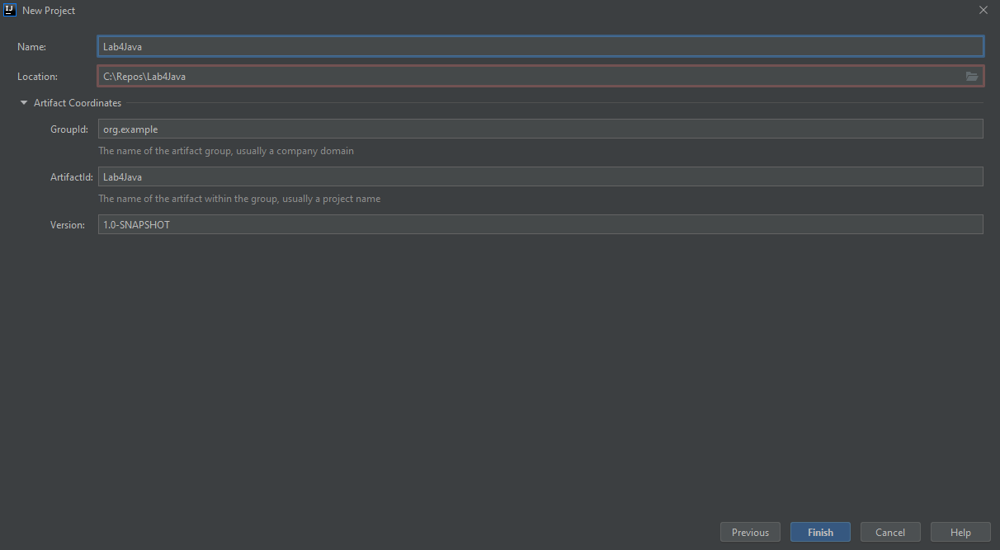 IJ New Project
Name: Lab4Java
Location: C:\Repos\Lab4Java
Artifact Coordinates
GroupId: org.example
The name of the artifact group, usually a company domain
ArtifactId: Lab4Java
The name of the artifact within the group, usually a project name
Version: 1.0-SNAPSHOT
Previous Finish Cancel Help